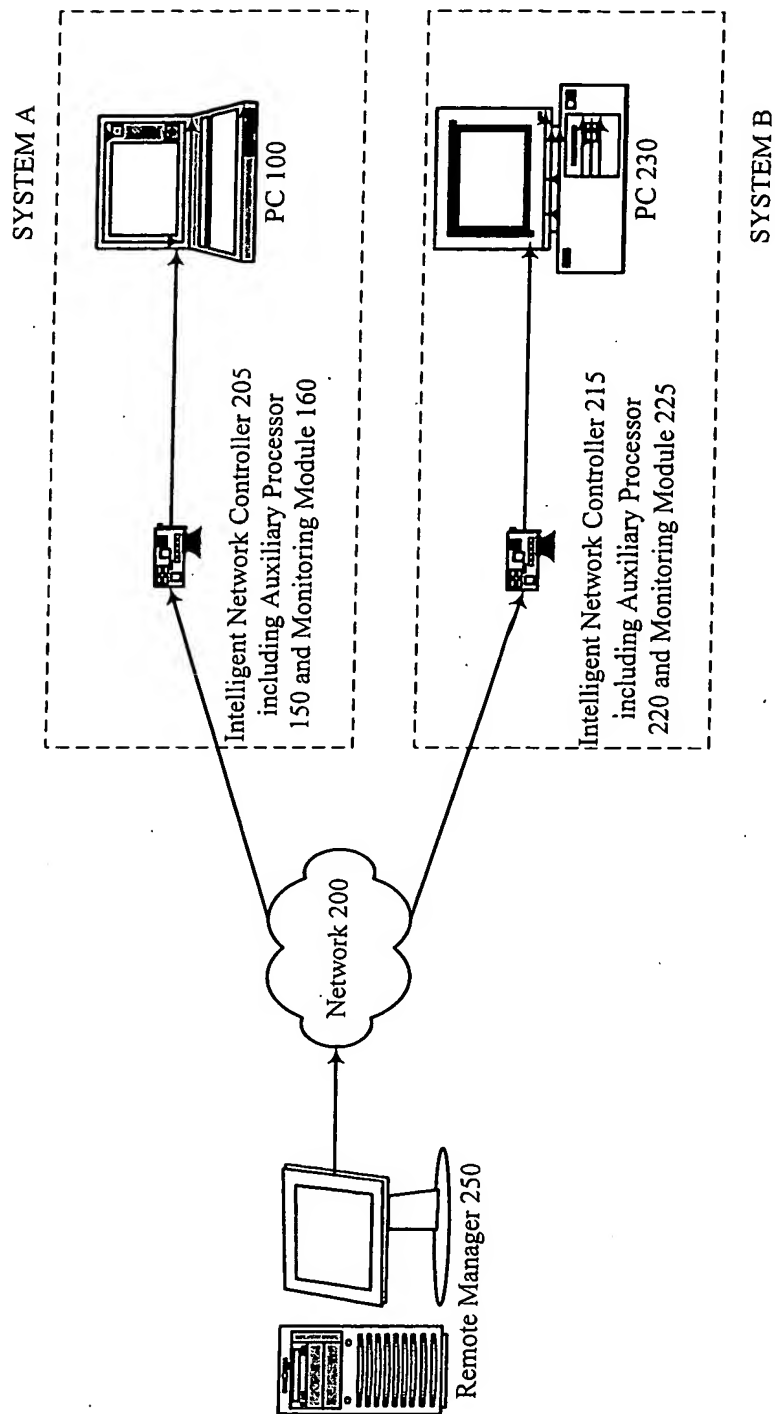 SYSTEM A
PC 100
Intelligent Network Controller 205
including Auxiliary Processor
150 and Monitoring Module 160
Network 200
Remote Manager 250
PC 230
Intelligent Network Controller 215
including Auxiliary Processor
220 and Monitoring Module 225
SYSTEM B